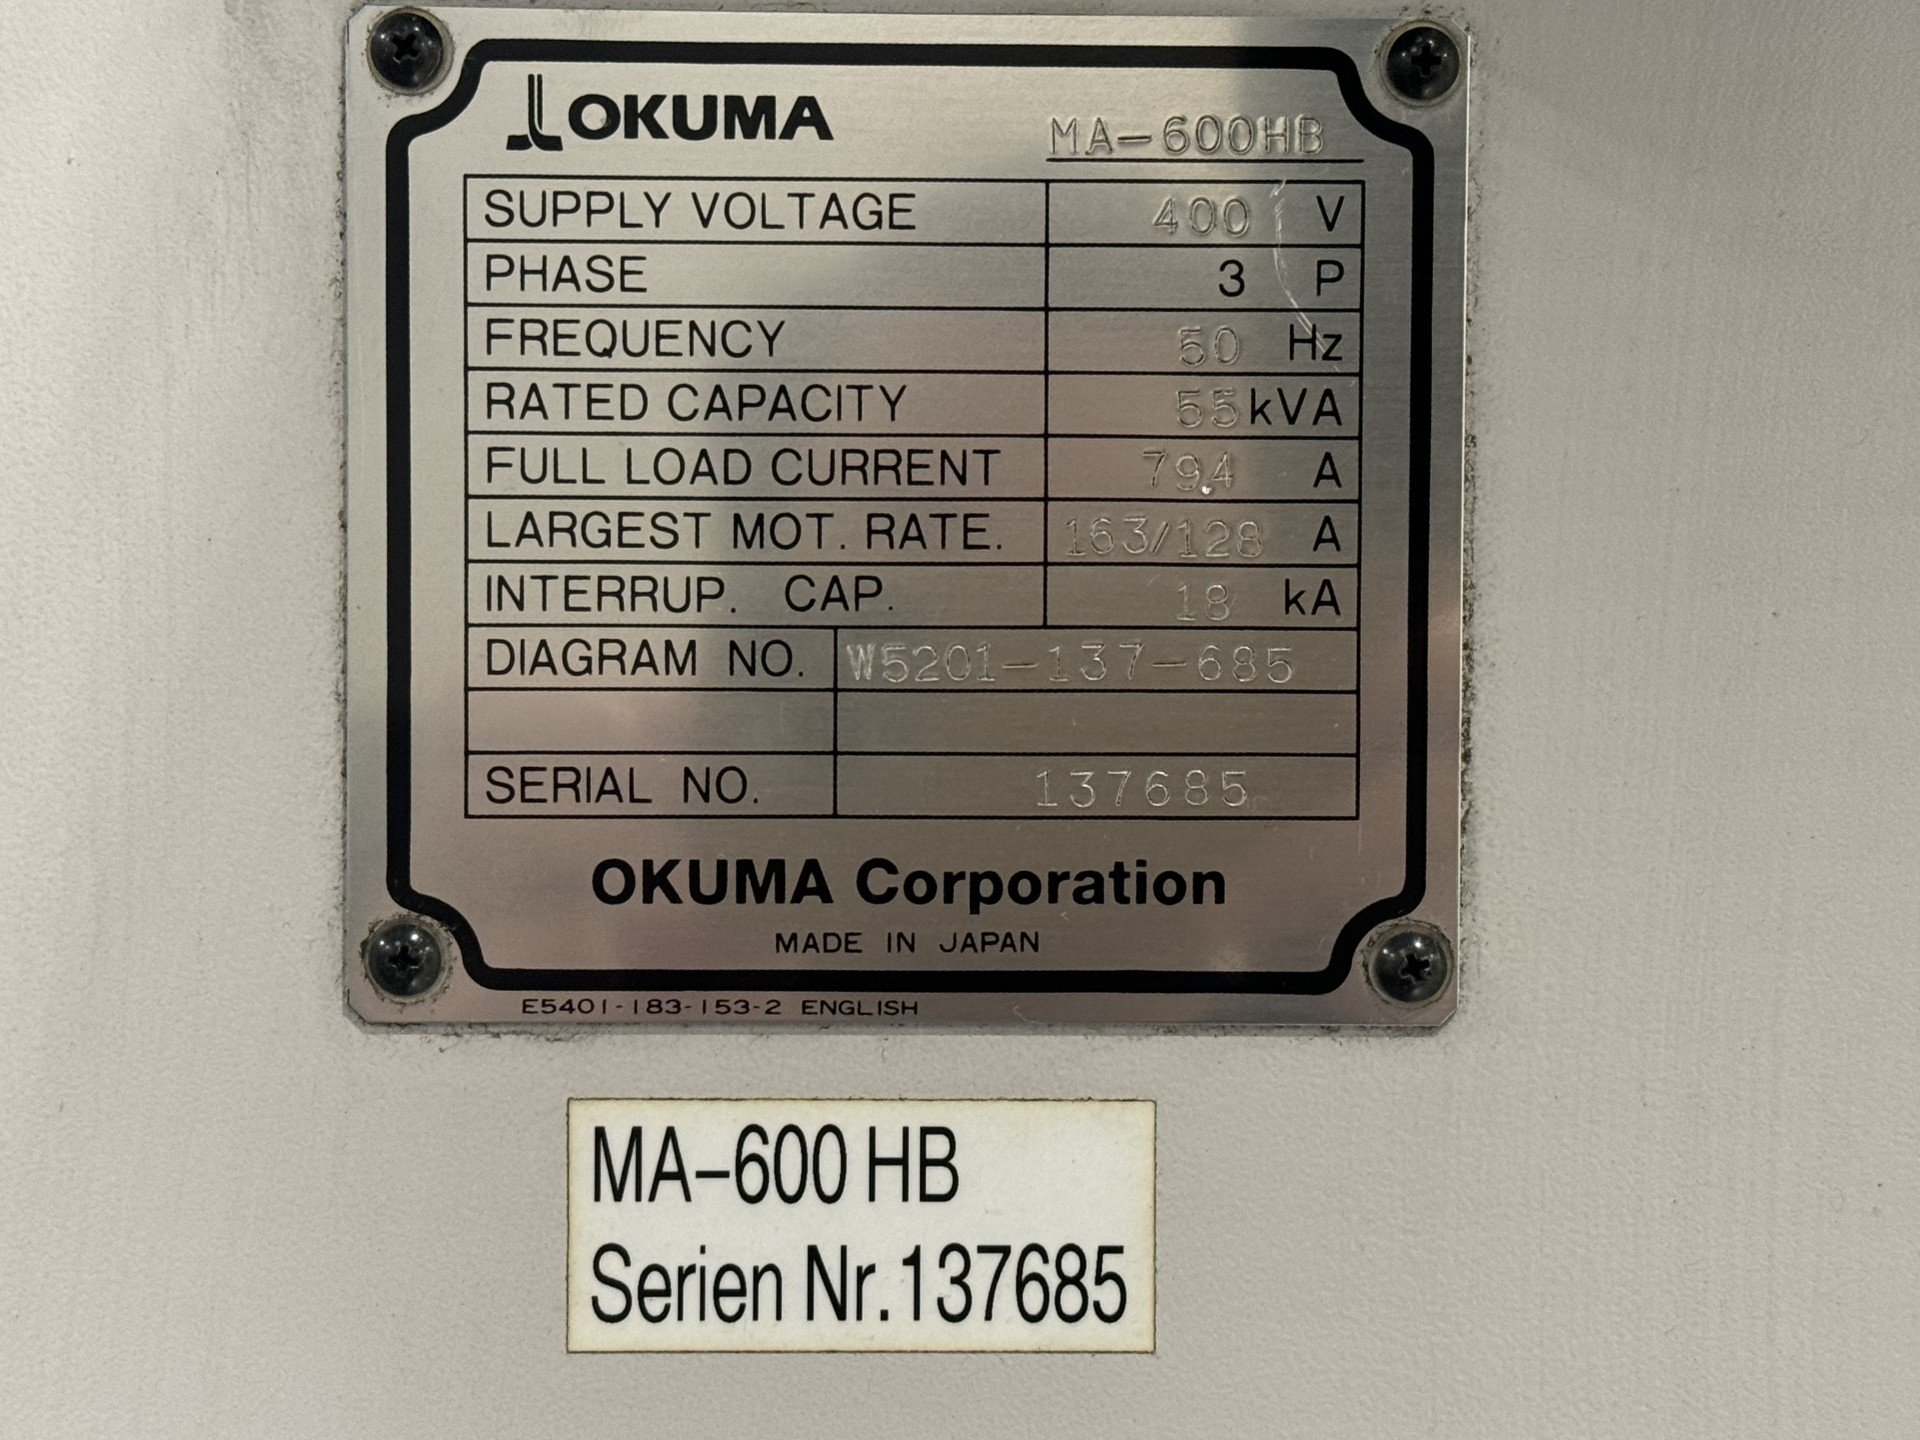 OKUMA MA-600HB
SUPPLY VOLTAGE 400 V
PHASE 3 P
FREQUENCY 50 Hz
RATED CAPACITY 55 kVA
FULL LOAD CURRENT 79.4 A
LARGEST MOT. RATE. 163/128 A
INTERRUP. CAP. 18 kA
DIAGRAM NO. W5201-137-685
SERIAL NO. 137685
OKUMA Corporation
MADE IN JAPAN
E5401-183-153-2 ENGLISH
MA-600 HB
Serien Nr.137685